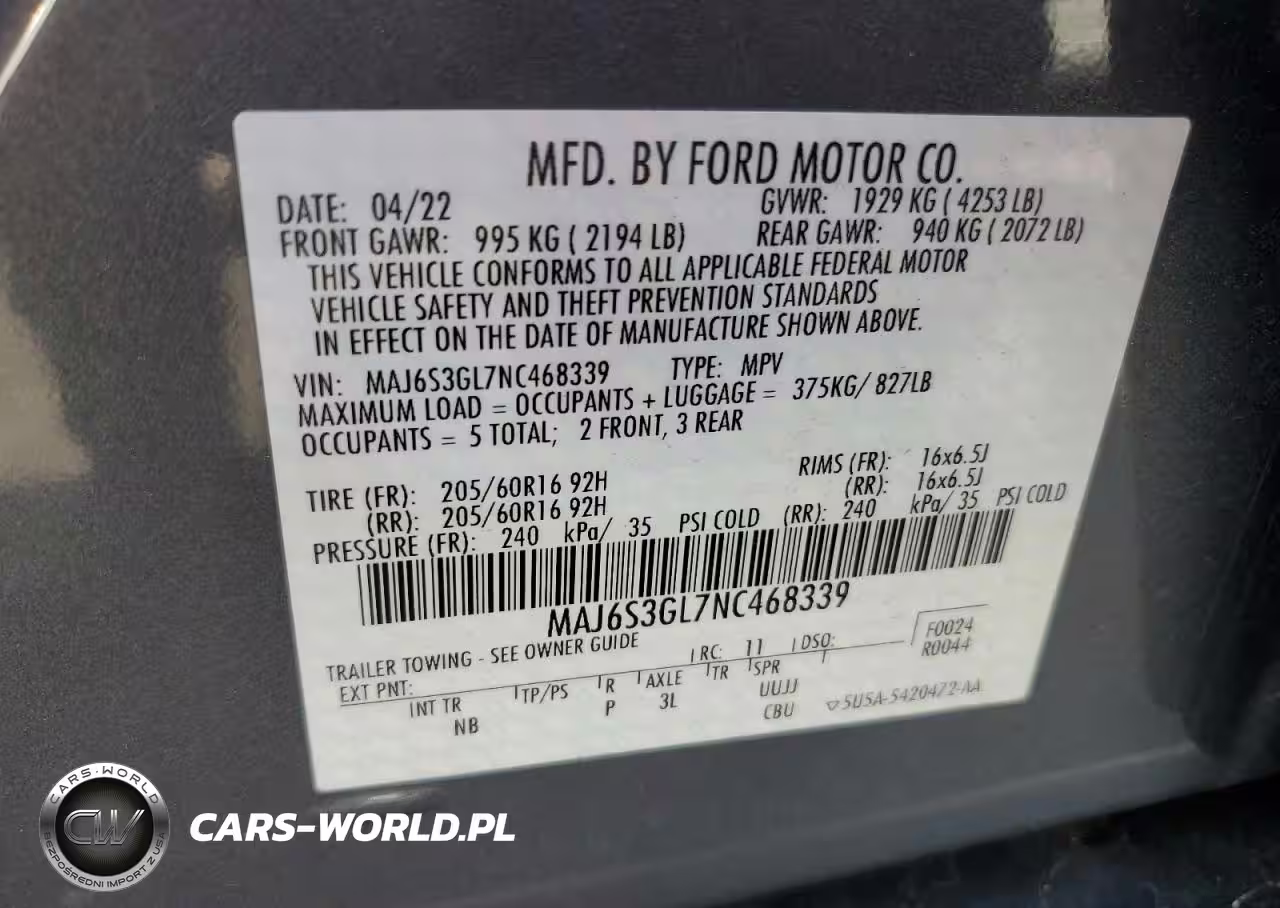 MFD. BY FORD MOTOR CO.
DATE: 04/22 GVWR: 1929 KG ( 4253 LB)
FRONT GAWR: 995 KG ( 2194 LB) REAR GAWR: 940 KG ( 2072 LB)
THIS VEHICLE CONFORMS TO ALL APPLICABLE FEDERAL MOTOR
VEHICLE SAFETY AND THEFT PREVENTION STANDARDS
IN EFFECT ON THE DATE OF MANUFACTURE SHOWN ABOVE.
VIN: MAJ6S3GL7NC468339 TYPE: MPV
MAXIMUM LOAD = OCCUPANTS + LUGGAGE = 375KG/ 827LB
OCCUPANTS = 5 TOTAL; 2 FRONT, 3 REAR
TIRE (FR): 205/60R16 92H RIMS (FR): 16x6.5J
(RR): 205/60R16 92H (RR): 16x6.5J
PRESSURE (FR): 240 kPa/ 35 PSI COLD (RR): 240 kPa/ 35 PSI COLD
MAJ6S3GL7NC468339
TRAILER TOWING - SEE OWNER GUIDE RC: 11 DSO: F0024
R0044
EXT PNT:
INT TR TP/PS R AXLE TR SPR
NB P 3L UUJJ
CBU 5U5A-5420472-AA
CARS-WORLD
CW
BEZPOŚREDNI IMPORT Z USA
CARS-WORLD.PL